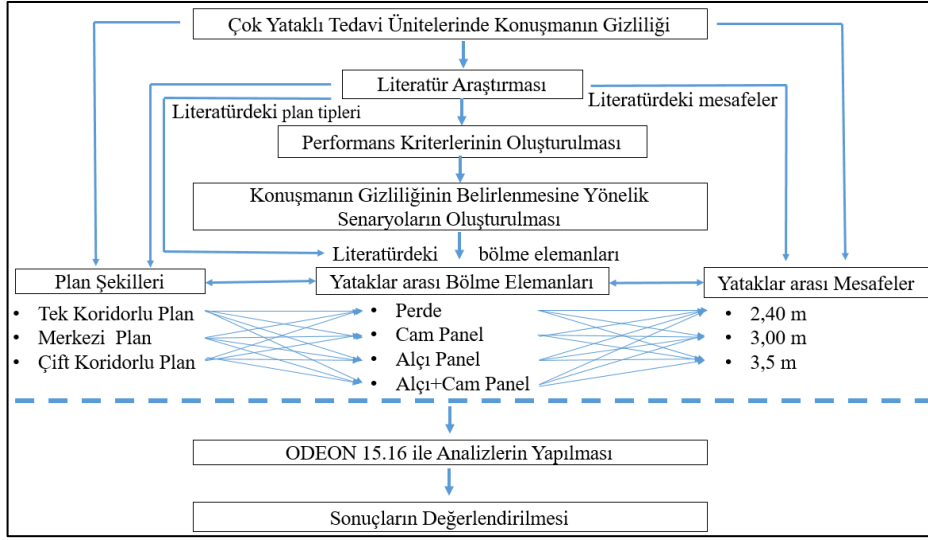 Çok Yataklı Tedavi Ünitelerinde Konuşmanın Gizliliği
Literatür Araştırması
Literatürdeki plan tipleri
Literatürdeki mesafeler
Performans Kriterlerinin Oluşturulması
Konuşmanın Gizliliğinin Belirlenmesine Yönelik
Senaryoların Oluşturulması
Literatürdeki bölme elemanları
Plan Şekilleri
• Tek Koridorlu Plan
• Merkezi Plan
• Çift Koridorlu Plan
Yataklar arası Bölme Elemanları
• Perde
• Cam Panel
• Alçı Panel
• Alçı+Cam Panel
Yataklar arası Mesafeler
• 2,40 m
• 3,00 m
• 3,5 m
ODEON 15.16 ile Analizlerin Yapılması
Sonuçların Değerlendirilmesi